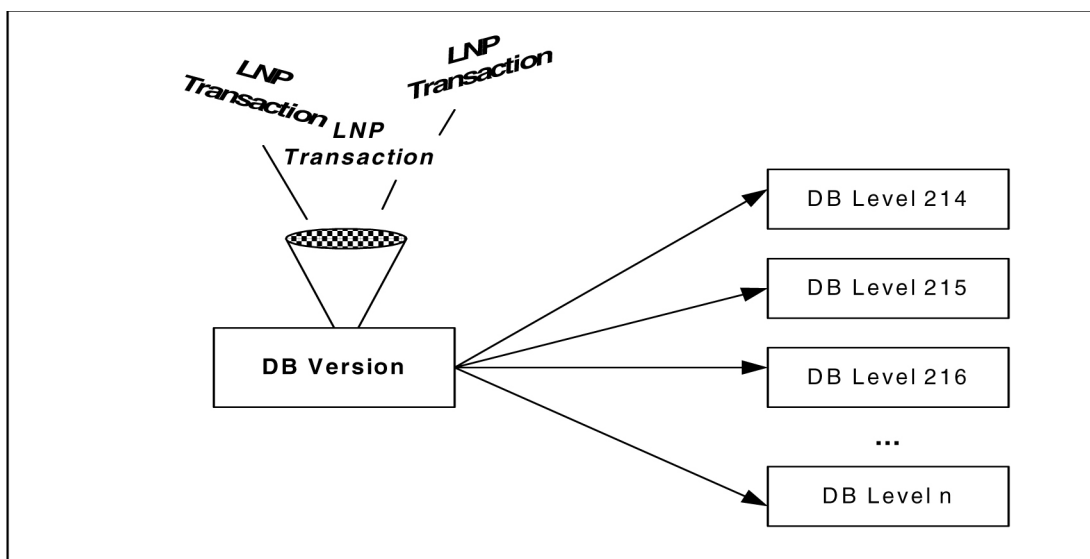 LNP
Transaction
LNP
Transaction
LNP
Transaction
DB Version
DB Level 214
DB Level 215
DB Level 216
...
DB Level n